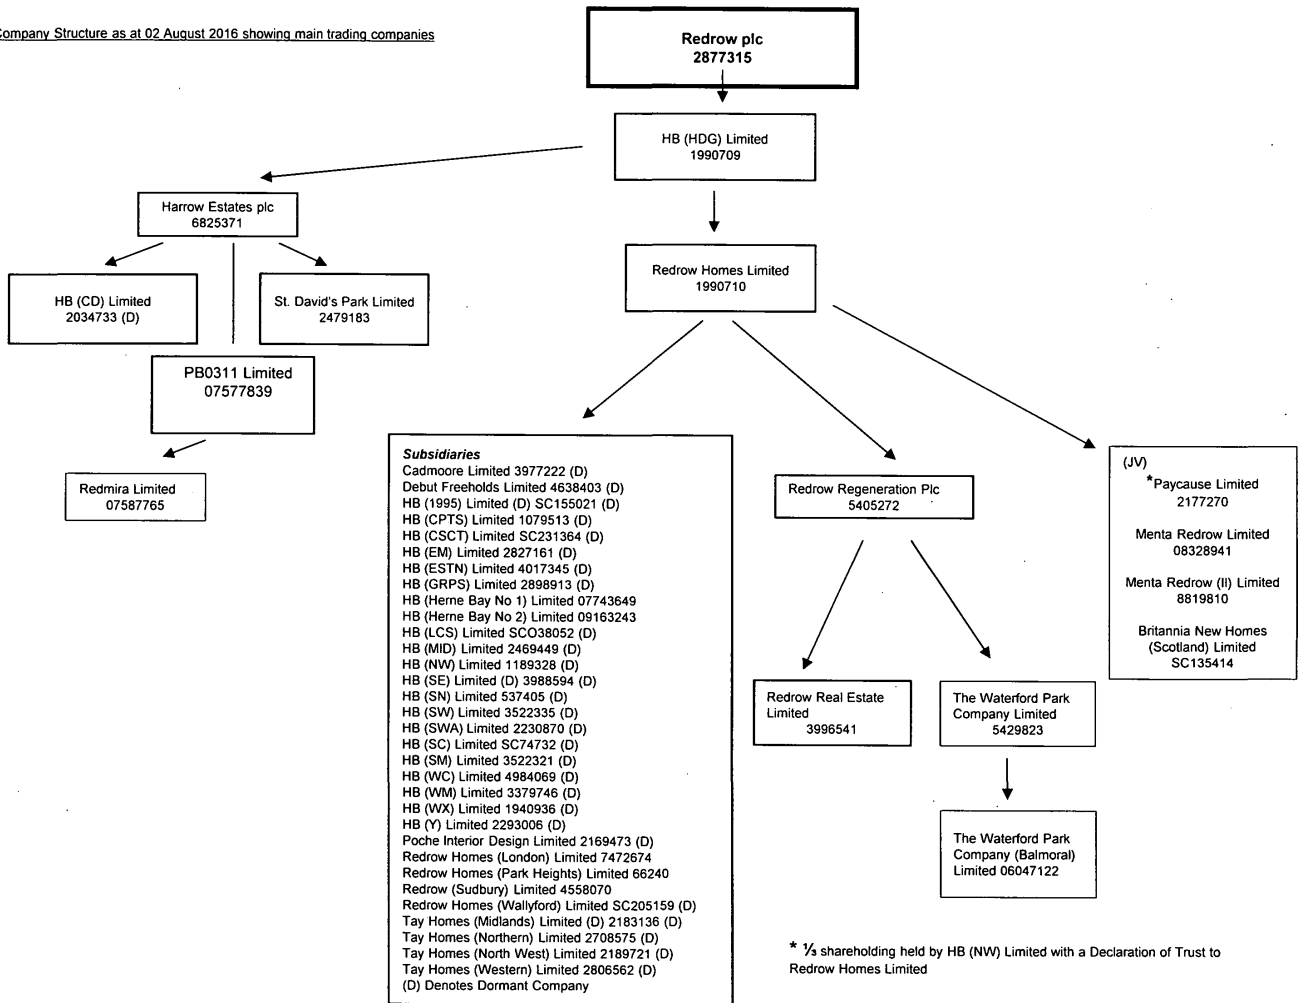 Company Structure as at 02 August 2016 showing main trading companies
Redrow plc
2877315
HB (HDG) Limited
1990709
Harrow Estates plc
6825371
Redrow Homes Limited
1990710
HB (CD) Limited
2034733 (D)
St. David's Park Limited
2479183
PB0311 Limited
07577839
Redmira Limited
07587765
Subsidiaries
Cadmoore Limited 3977222 (D)
Debut Freeholds Limited 4638403 (D)
HB (1995) Limited (D) SC155021 (D)
HB (CPTS) Limited 1079513 (D)
HB (CSCT) Limited SC231364 (D)
HB (EM) Limited 2827161 (D)
HB (ESTN) Limited 4017345 (D)
HB (GRPS) Limited 2898913 (D)
HB (Herne Bay No 1) Limited 07743649
HB (Herne Bay No 2) Limited 09163243
HB (LCS) Limited SCO38052 (D)
HB (MID) Limited 2469449 (D)
HB (NW) Limited 1189328 (D)
HB (SE) Limited (D) 3988594 (D)
HB (SN) Limited 537405 (D)
HB (SW) Limited 3522335 (D)
HB (SWA) Limited 2230870 (D)
HB (SC) Limited SC74732 (D)
HB (SM) Limited 3522321 (D)
HB (WC) Limited 4984069 (D)
HB (WM) Limited 3379746 (D)
HB (WX) Limited 1940936 (D)
HB (Y) Limited 2293006 (D)
Poche Interior Design Limited 2169473 (D)
Redrow Homes (London) Limited 7472674
Redrow Homes (Park Heights) Limited 66240
Redrow (Sudbury) Limited 4558070
Redrow Homes (Wallyford) Limited SC205159 (D)
Tay Homes (Midlands) Limited (D) 2183136 (D)
Tay Homes (Northern) Limited 2708575 (D)
Tay Homes (North West) Limited 2189721 (D)
Tay Homes (Western) Limited 2806562 (D)
(D) Denotes Dormant Company
Redrow Regeneration Plc
5405272
(JV)
*Paycause Limited
2177270
Menta Redrow Limited
08328941
Menta Redrow (II) Limited
8819810
Britannia New Homes
(Scotland) Limited
SC135414
Redrow Real Estate
Limited
3996541
The Waterford Park
Company Limited
5429823
The Waterford Park
Company (Balmoral)
Limited 06047122
* ⅓ shareholding held by HB (NW) Limited with a Declaration of Trust to
Redrow Homes Limited